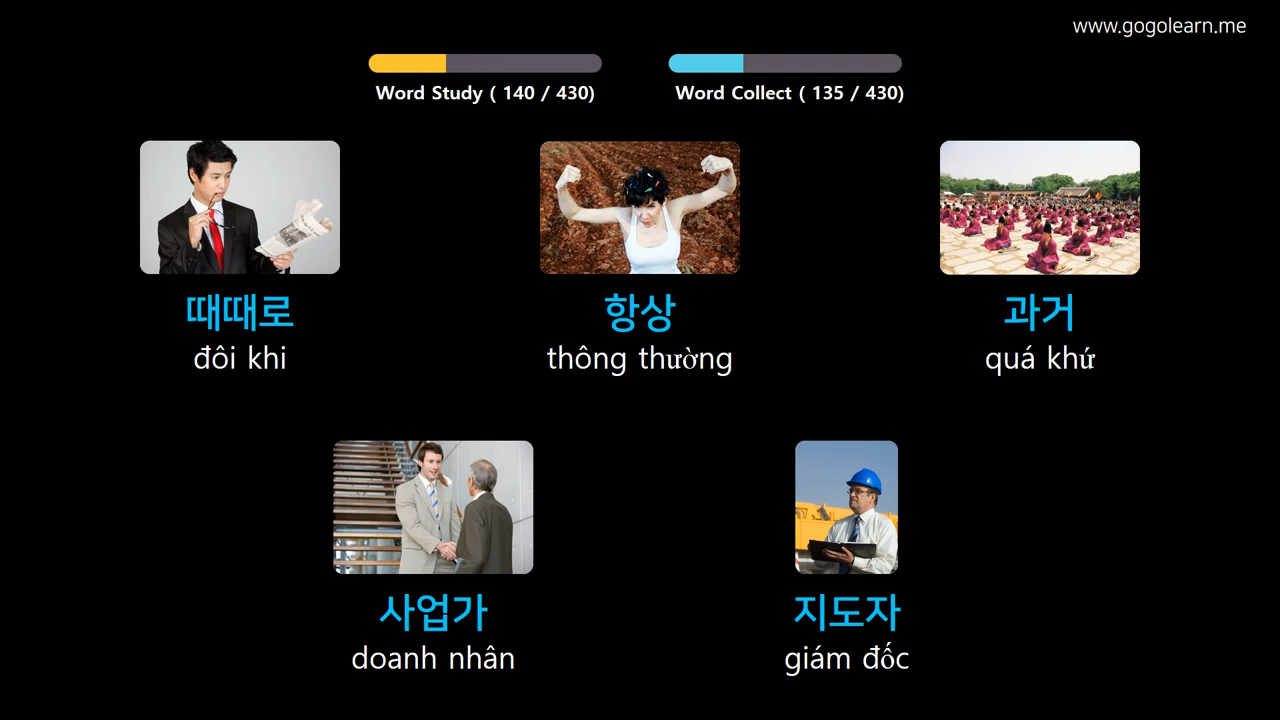 www.gogolearn.me
Word Study ( 140 / 430)
Word Collect ( 135 / 430)
때때로
đôi khi
항상
thông thường
과거
quá khứ
사업가
doanh nhân
지도자
giám đốc